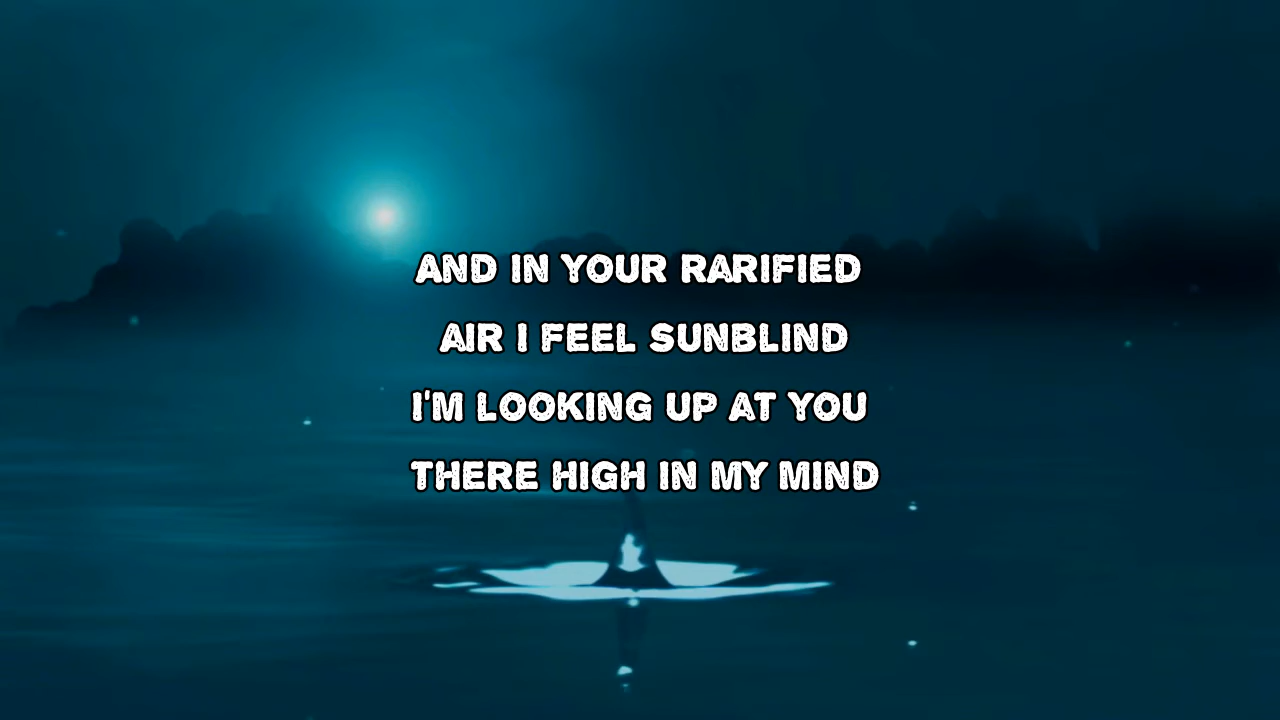 AND IN YOUR RARIFIED
AIR I FEEL SUNBLIND
I'M LOOKING UP AT YOU
THERE HIGH IN MY MIND